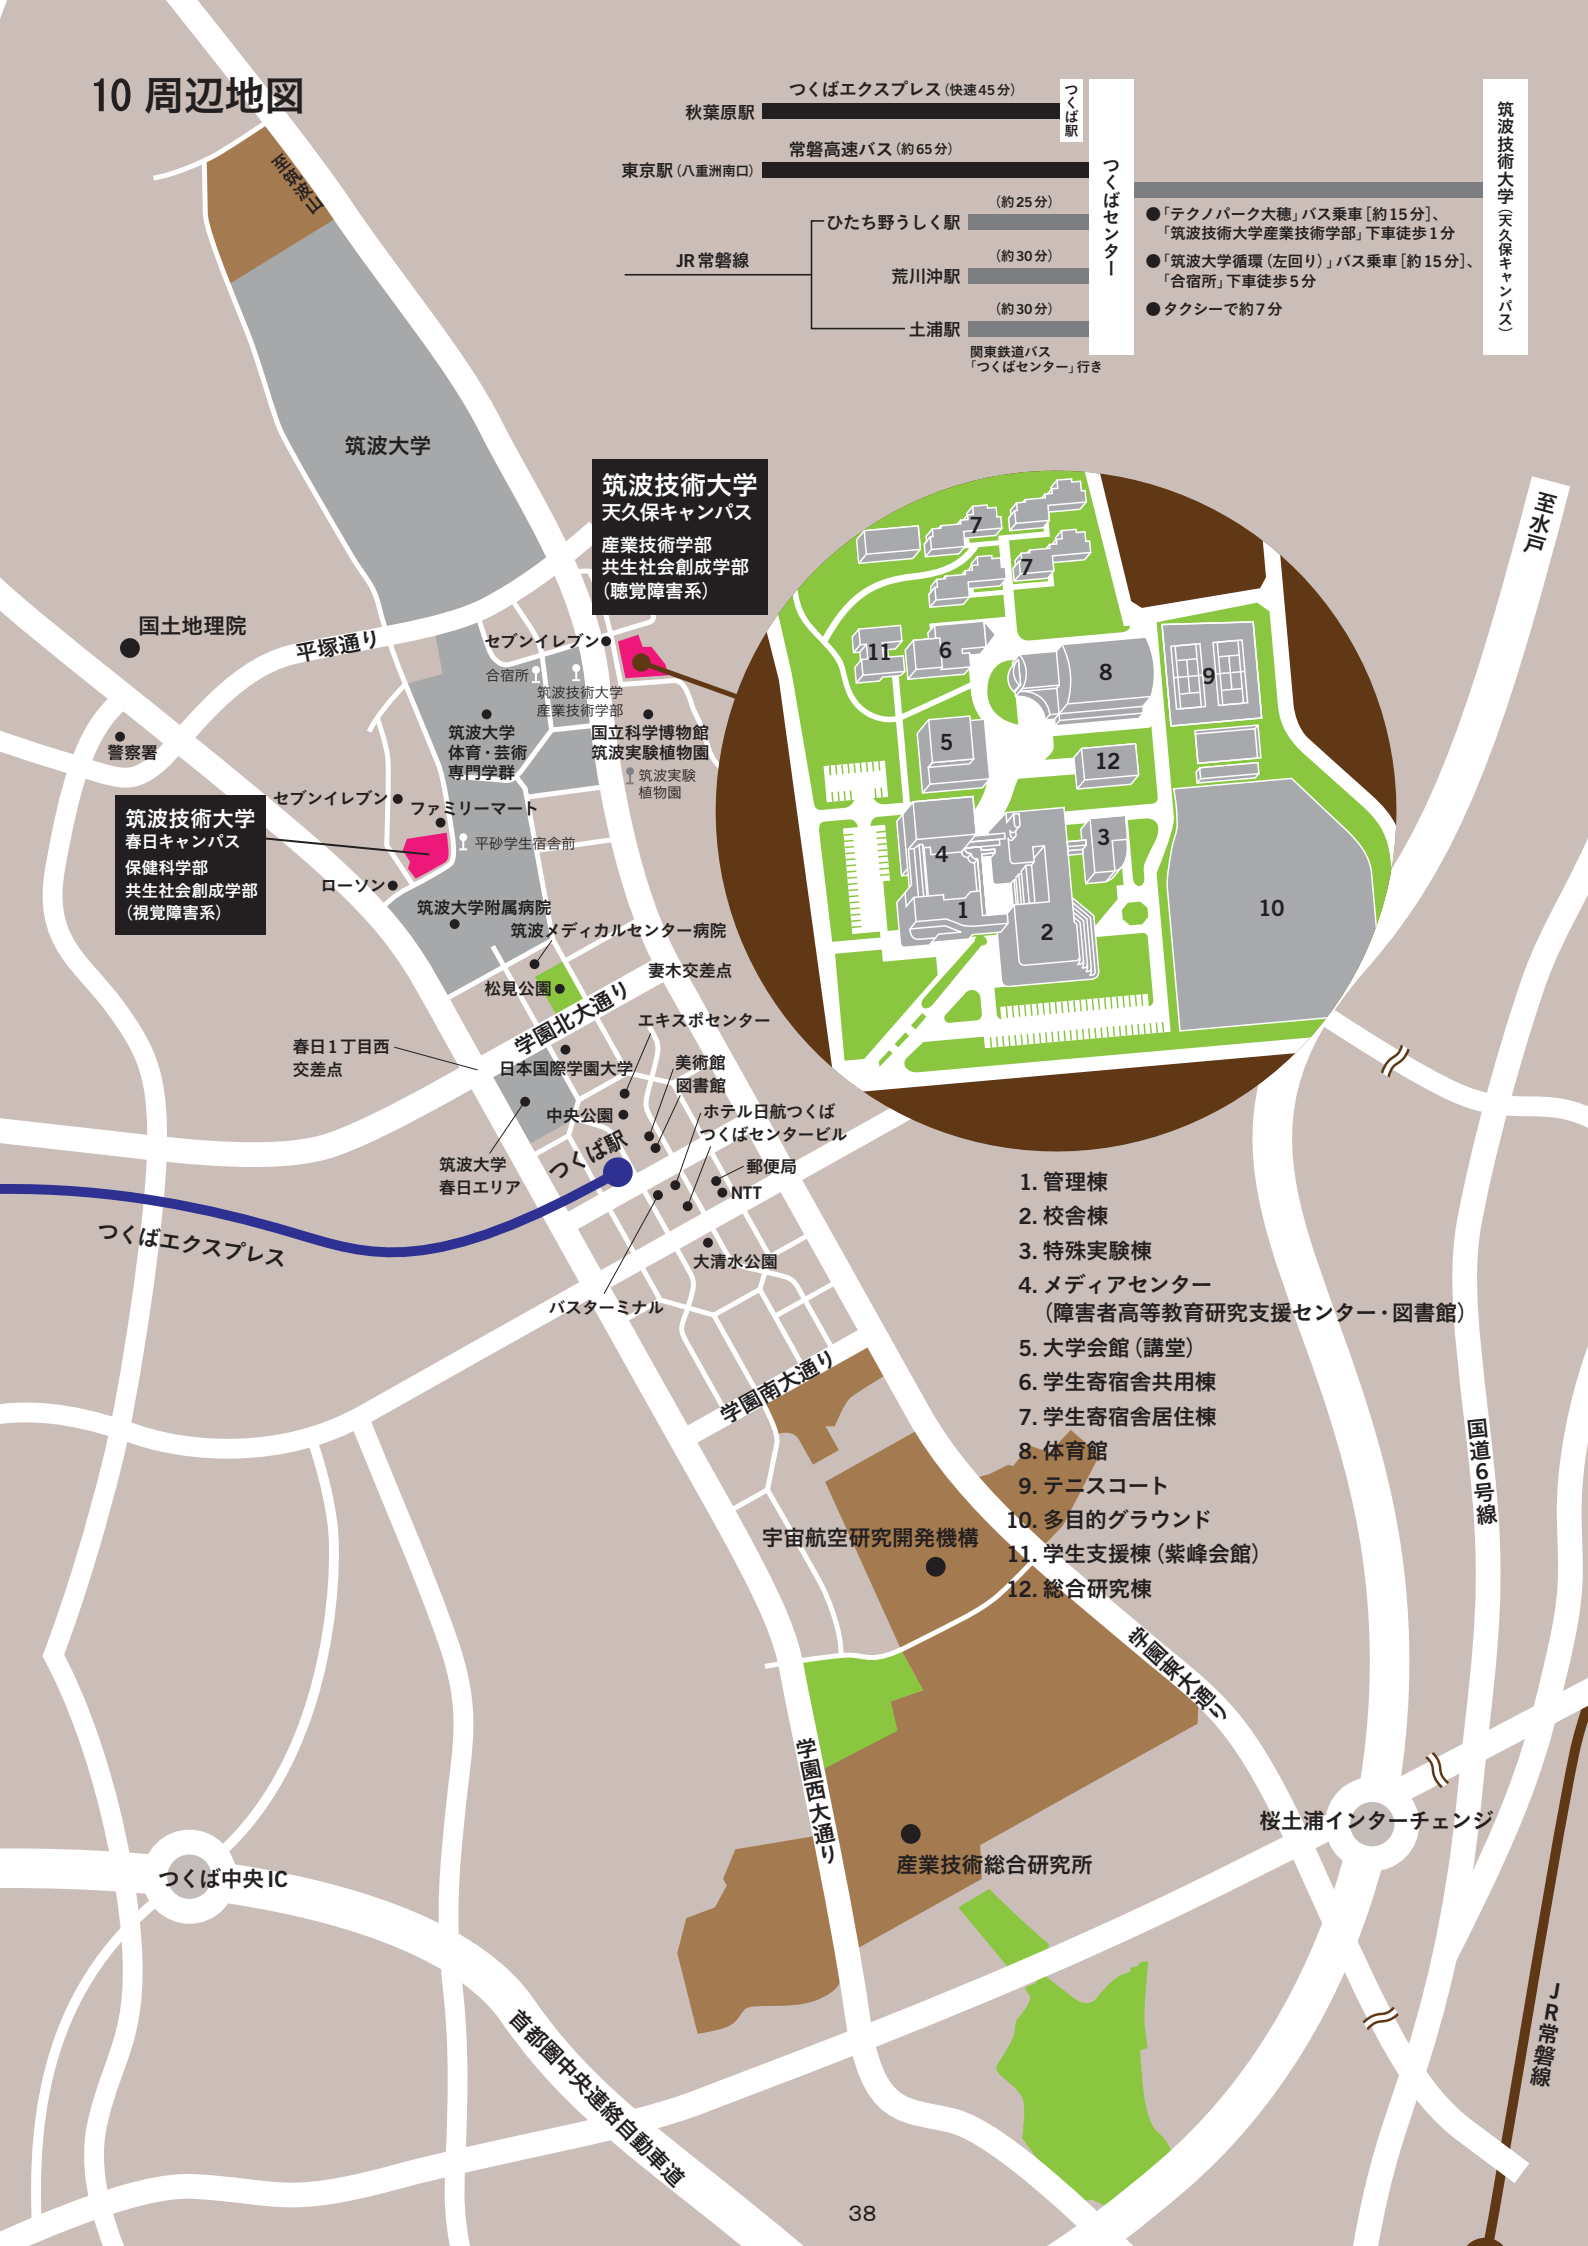 10 周辺地図
つくばエクスプレス（快速45分）
秋葉原駅
つくば駅
常磐高速バス（約65分）
東京駅（八重洲南口）
つくばセンター
（約25分）
ひたち野うしく駅
JR常磐線
（約30分）
荒川沖駅
（約30分）
土浦駅
関東鉄道バス
「つくばセンター」行き
●「テクノパーク大穂」バス乗車［約15分］、
「筑波技術大学産業技術学部」下車徒歩1分
●「筑波大学循環（左回り）」バス乗車［約15分］、
「合宿所」下車徒歩5分
●タクシーで約7分
筑波技術大学（天久保キャンパス）
至筑波山
筑波大学
筑波技術大学
天久保キャンパス
産業技術学部
共生社会創成学部
（聴覚障害系）
至水戸
国土地理院
平塚通り
セブンイレブン
合宿所
筑波技術大学
産業技術学部
筑波大学
体育・芸術
専門学群
国立科学博物館
筑波実験植物園
筑波実験
植物園
警察署
セブンイレブン
ファミリーマート
筑波技術大学
春日キャンパス
保健科学部
共生社会創成学部
（視覚障害系）
平砂学生宿舎前
ローソン
筑波大学附属病院
筑波メディカルセンター病院
妻木交差点
松見公園
学園北大通り
エキスポセンター
春日1丁目西
交差点
日本国際学園大学
美術館
図書館
中央公園
ホテル日航つくば
つくばセンタービル
つくば駅
筑波大学
春日エリア
郵便局
NTT
つくばエクスプレス
大清水公園
バスターミナル
7
7
11
6
8
9
5
12
4
3
1
2
10
1. 管理棟
2. 校舎棟
3. 特殊実験棟
4. メディアセンター
（障害者高等教育研究支援センター・図書館）
5. 大学会館（講堂）
6. 学生寄宿舎共用棟
7. 学生寄宿舎居住棟
8. 体育館
9. テニスコート
10. 多目的グラウンド
11. 学生支援棟（紫峰会館）
12. 総合研究棟
学園南大通り
国道6号線
宇宙航空研究開発機構
学園東大通り
学園西大通り
桜土浦インターチェンジ
産業技術総合研究所
つくば中央IC
JR常磐線
首都圏中央連絡自動車道
38